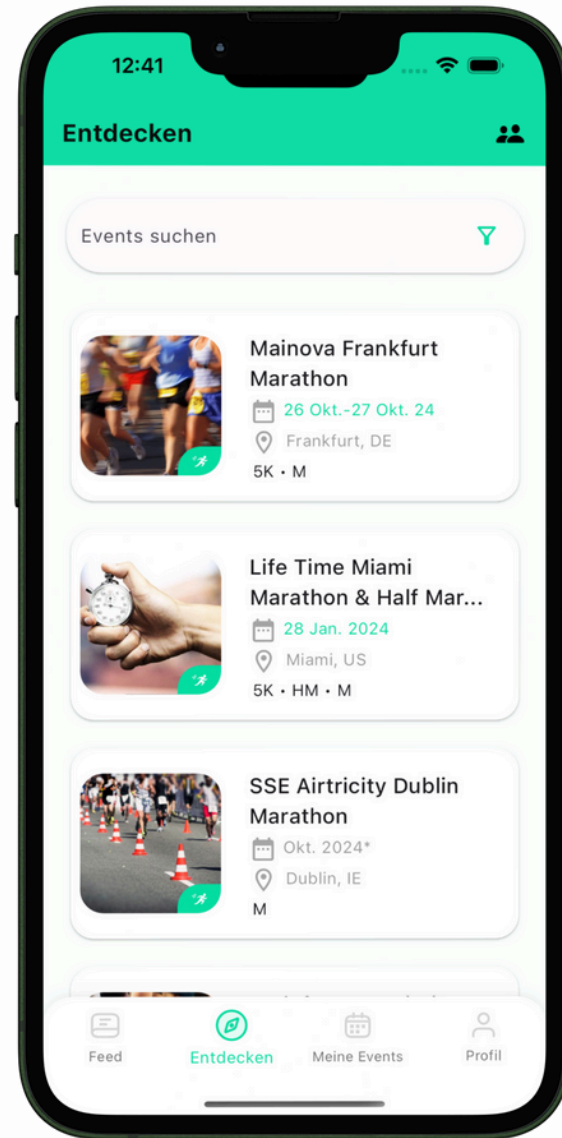 12:41
Entdecken
Events suchen
Mainova Frankfurt
Marathon
26 Okt.-27 Okt. 24
Frankfurt, DE
5K • M
Life Time Miami
Marathon & Half Mar...
28 Jan. 2024
Miami, US
5K • HM • M
SSE Airtricity Dublin
Marathon
Okt. 2024*
Dublin, IE
M
Feed
Entdecken
Meine Events
Profil